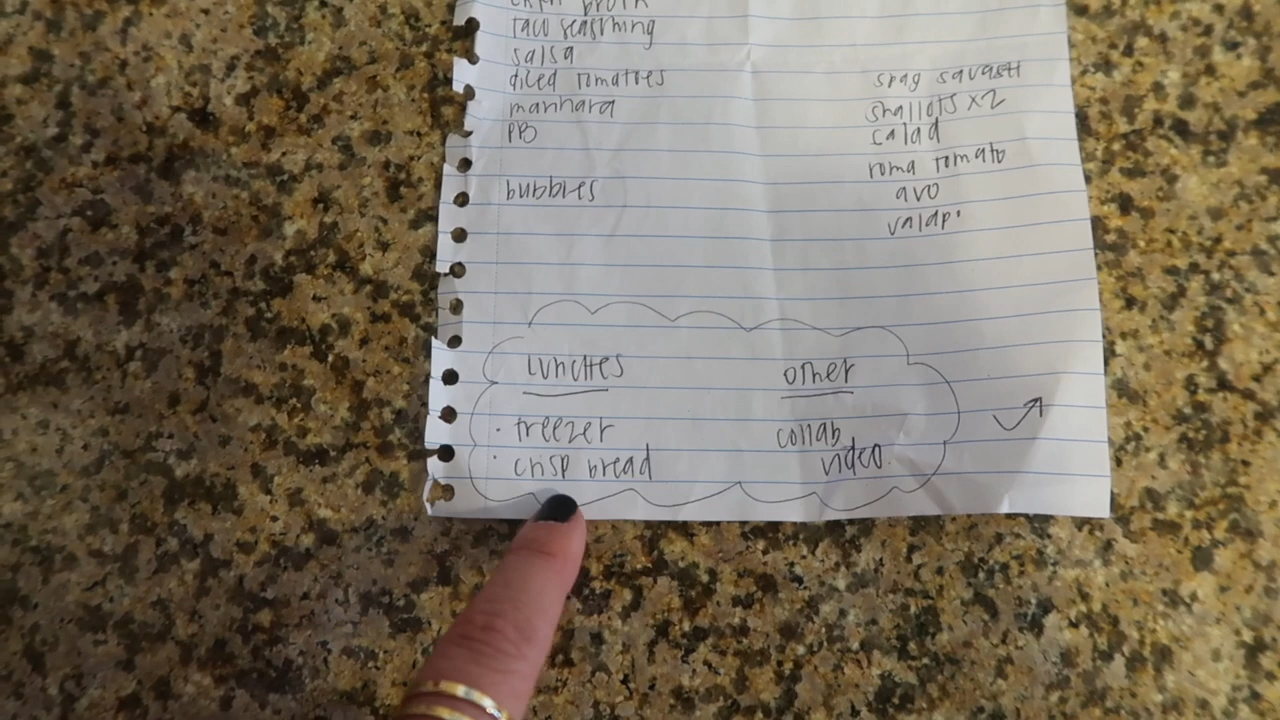 taco seasning
salsa
diced tomatoes
marinara
PB
bubbles
spag squash
shallots x2
salad
roma tomato
avo
jalap.
lunches
· freezer
· crisp bread
other
collab
video.